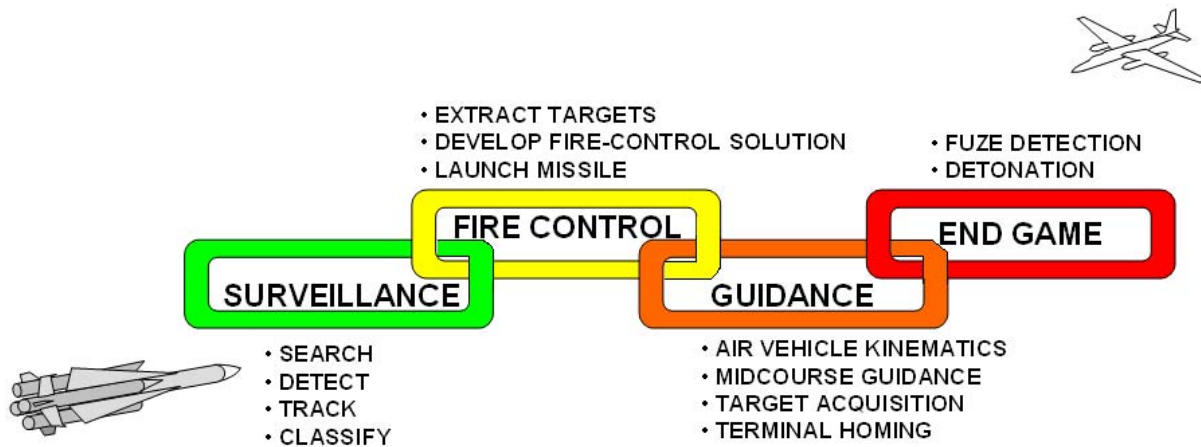 • EXTRACT TARGETS
• DEVELOP FIRE-CONTROL SOLUTION
• LAUNCH MISSILE
• FUZE DETECTION
• DETONATION
FIRE CONTROL
END GAME
SURVEILLANCE
GUIDANCE
• SEARCH
• DETECT
• TRACK
• CLASSIFY
• AIR VEHICLE KINEMATICS
• MIDCOURSE GUIDANCE
• TARGET ACQUISITION
• TERMINAL HOMING